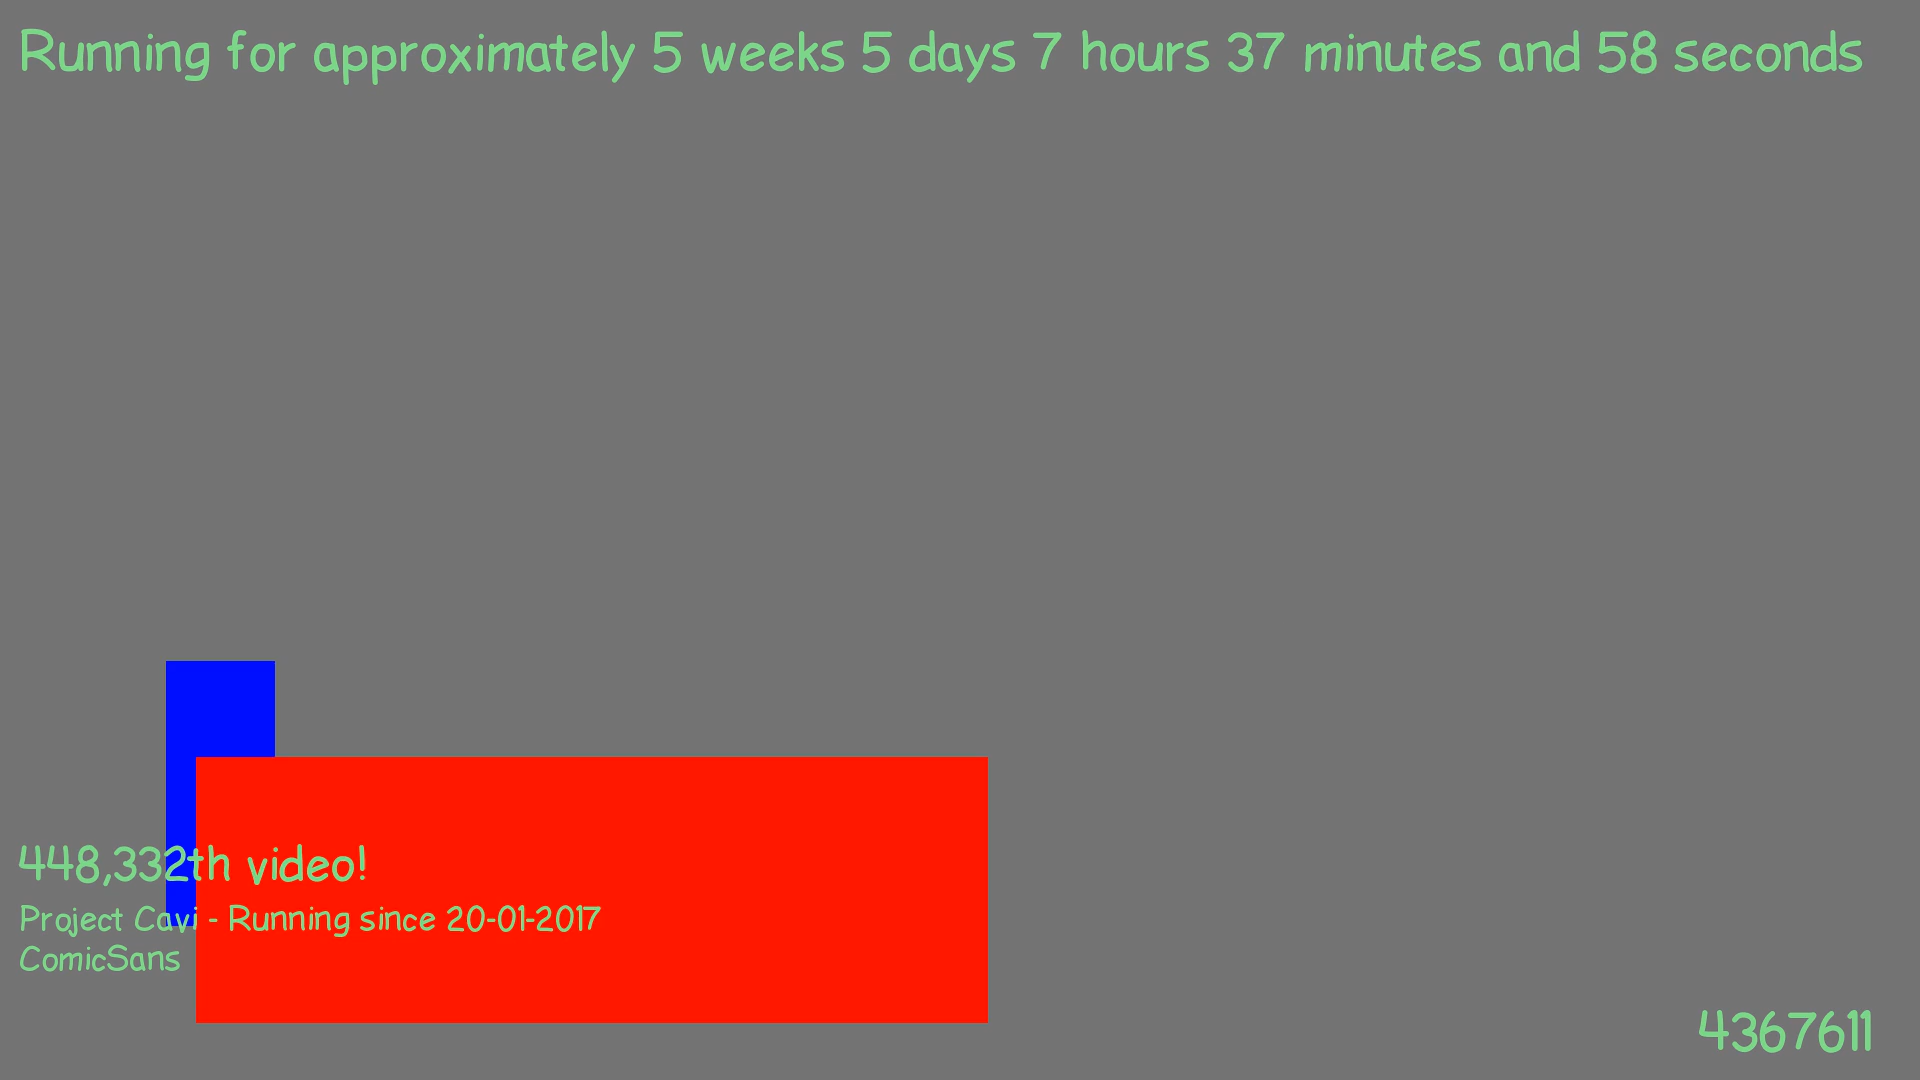 Running for approximately 5 weeks 5 days 7 hours 37 minutes and 58 seconds
448,332th video!
Project Cavi - Running since 20-01-2017
ComicSans
4367611